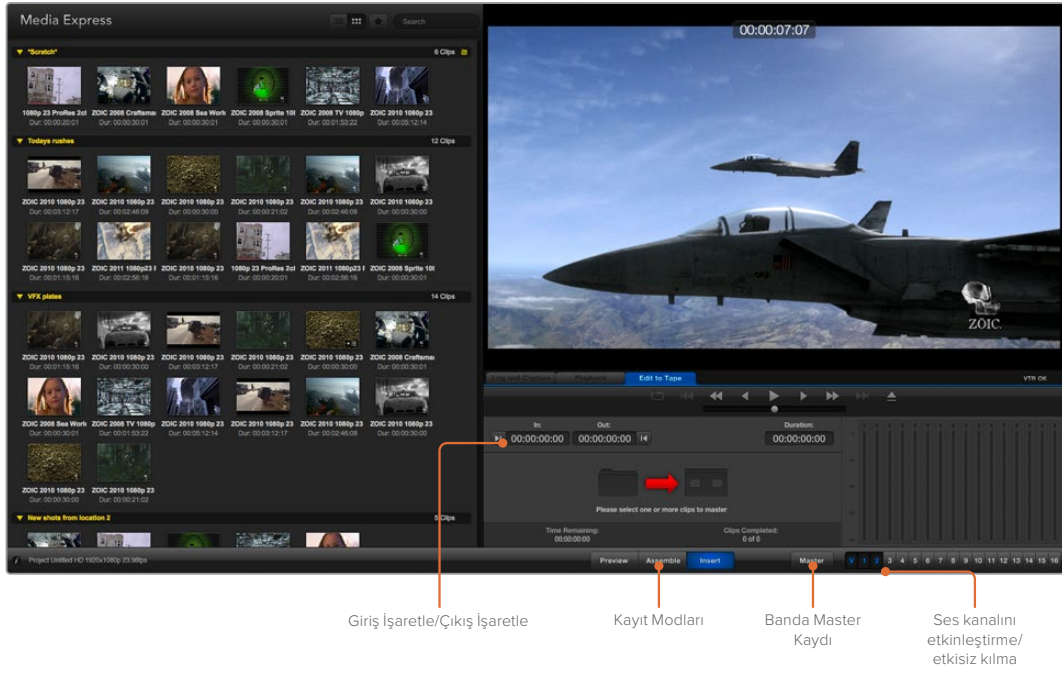 Media Express
Search
"Scratch" 6 Clips
1080p 23 ProRes 2cl ZOIC 2008 Craftsma ZOIC 2008 Sea Work ZOIC 2008 Sprite 10l ZOIC 2008 TV 1080p ZOIC 2010 1080p 23
Dur: 00:00:20:01 Dur: 00:00:30:01 Dur: 00:00:30:01 Dur: 00:00:30:01 Dur: 00:01:53:22 Dur: 00:05:12:14
Todays rushes 12 Clips
ZOIC 2010 1080p 23 ZOIC 2010 1080p 23 ZOIC 2010 1080p 23 ZOIC 2010 1080p 23 ZOIC 2010 1080p 23 ZOIC 2010 1080p 23
Dur: 00:03:12:17 Dur: 00:02:46:09 Dur: 00:00:30:00 Dur: 00:00:21:02 Dur: 00:02:46:09 Dur: 00:00:30:00
ZOIC 2010 1080p 23 ZOIC 2011 1080p23 F ZOIC 2010 1080p 23 1080p 23 ProRes 2cl ZOIC 2011 1080p23 F ZOIC 2008 Sprite 10l
Dur: 00:01:15:16 Dur: 00:02:56:16 Dur: 00:01:15:16 Dur: 00:00:20:01 Dur: 00:02:56:16 Dur: 00:00:30:01
VFX plates 14 Clips
ZOIC 2010 1080p 23 ZOIC 2010 1080p 23 ZOIC 2010 1080p 23 ZOIC 2010 1080p 23 ZOIC 2010 1080p 23 ZOIC 2008 Craftsma
Dur: 00:01:15:16 Dur: 00:00:30:00 Dur: 00:03:12:17 Dur: 00:00:21:02 Dur: 00:00:30:00 Dur: 00:00:30:01
ZOIC 2008 Sea Work ZOIC 2008 TV 1080p ZOIC 2010 1080p 23 ZOIC 2010 1080p 23 ZOIC 2010 1080p 23 ZOIC 2010 1080p 23
Dur: 00:00:30:01 Dur: 00:01:53:22 Dur: 00:05:12:14 Dur: 00:03:12:17 Dur: 00:02:46:09 Dur: 00:00:30:00
ZOIC 2010 1080p 23 ZOIC 2010 1080p 23
Dur: 00:00:30:00 Dur: 00:00:21:02
New shots from location 2 5 Clips
Project Untitled HD 1920x1080p 23.98fps
00:00:07:07
ZOIC.
Log and Capture Playback Edit to Tape VTR OK
In: Out: Duration:
00:00:00:00 00:00:00:00 00:00:00:00
Please select one or more clips to master
Time Remaining: Clips Completed:
00:00:00:00 0 of 0
Preview Assemble Insert Master V 1 2 3 4 5 6 7 8 9 10 11 12 13 14 15 16
Giriş İşaretle/Çıkış İşaretle
Kayıt Modları
Banda Master
Kaydı
Ses kanalını
etkinleştirme/
etkisiz kılma